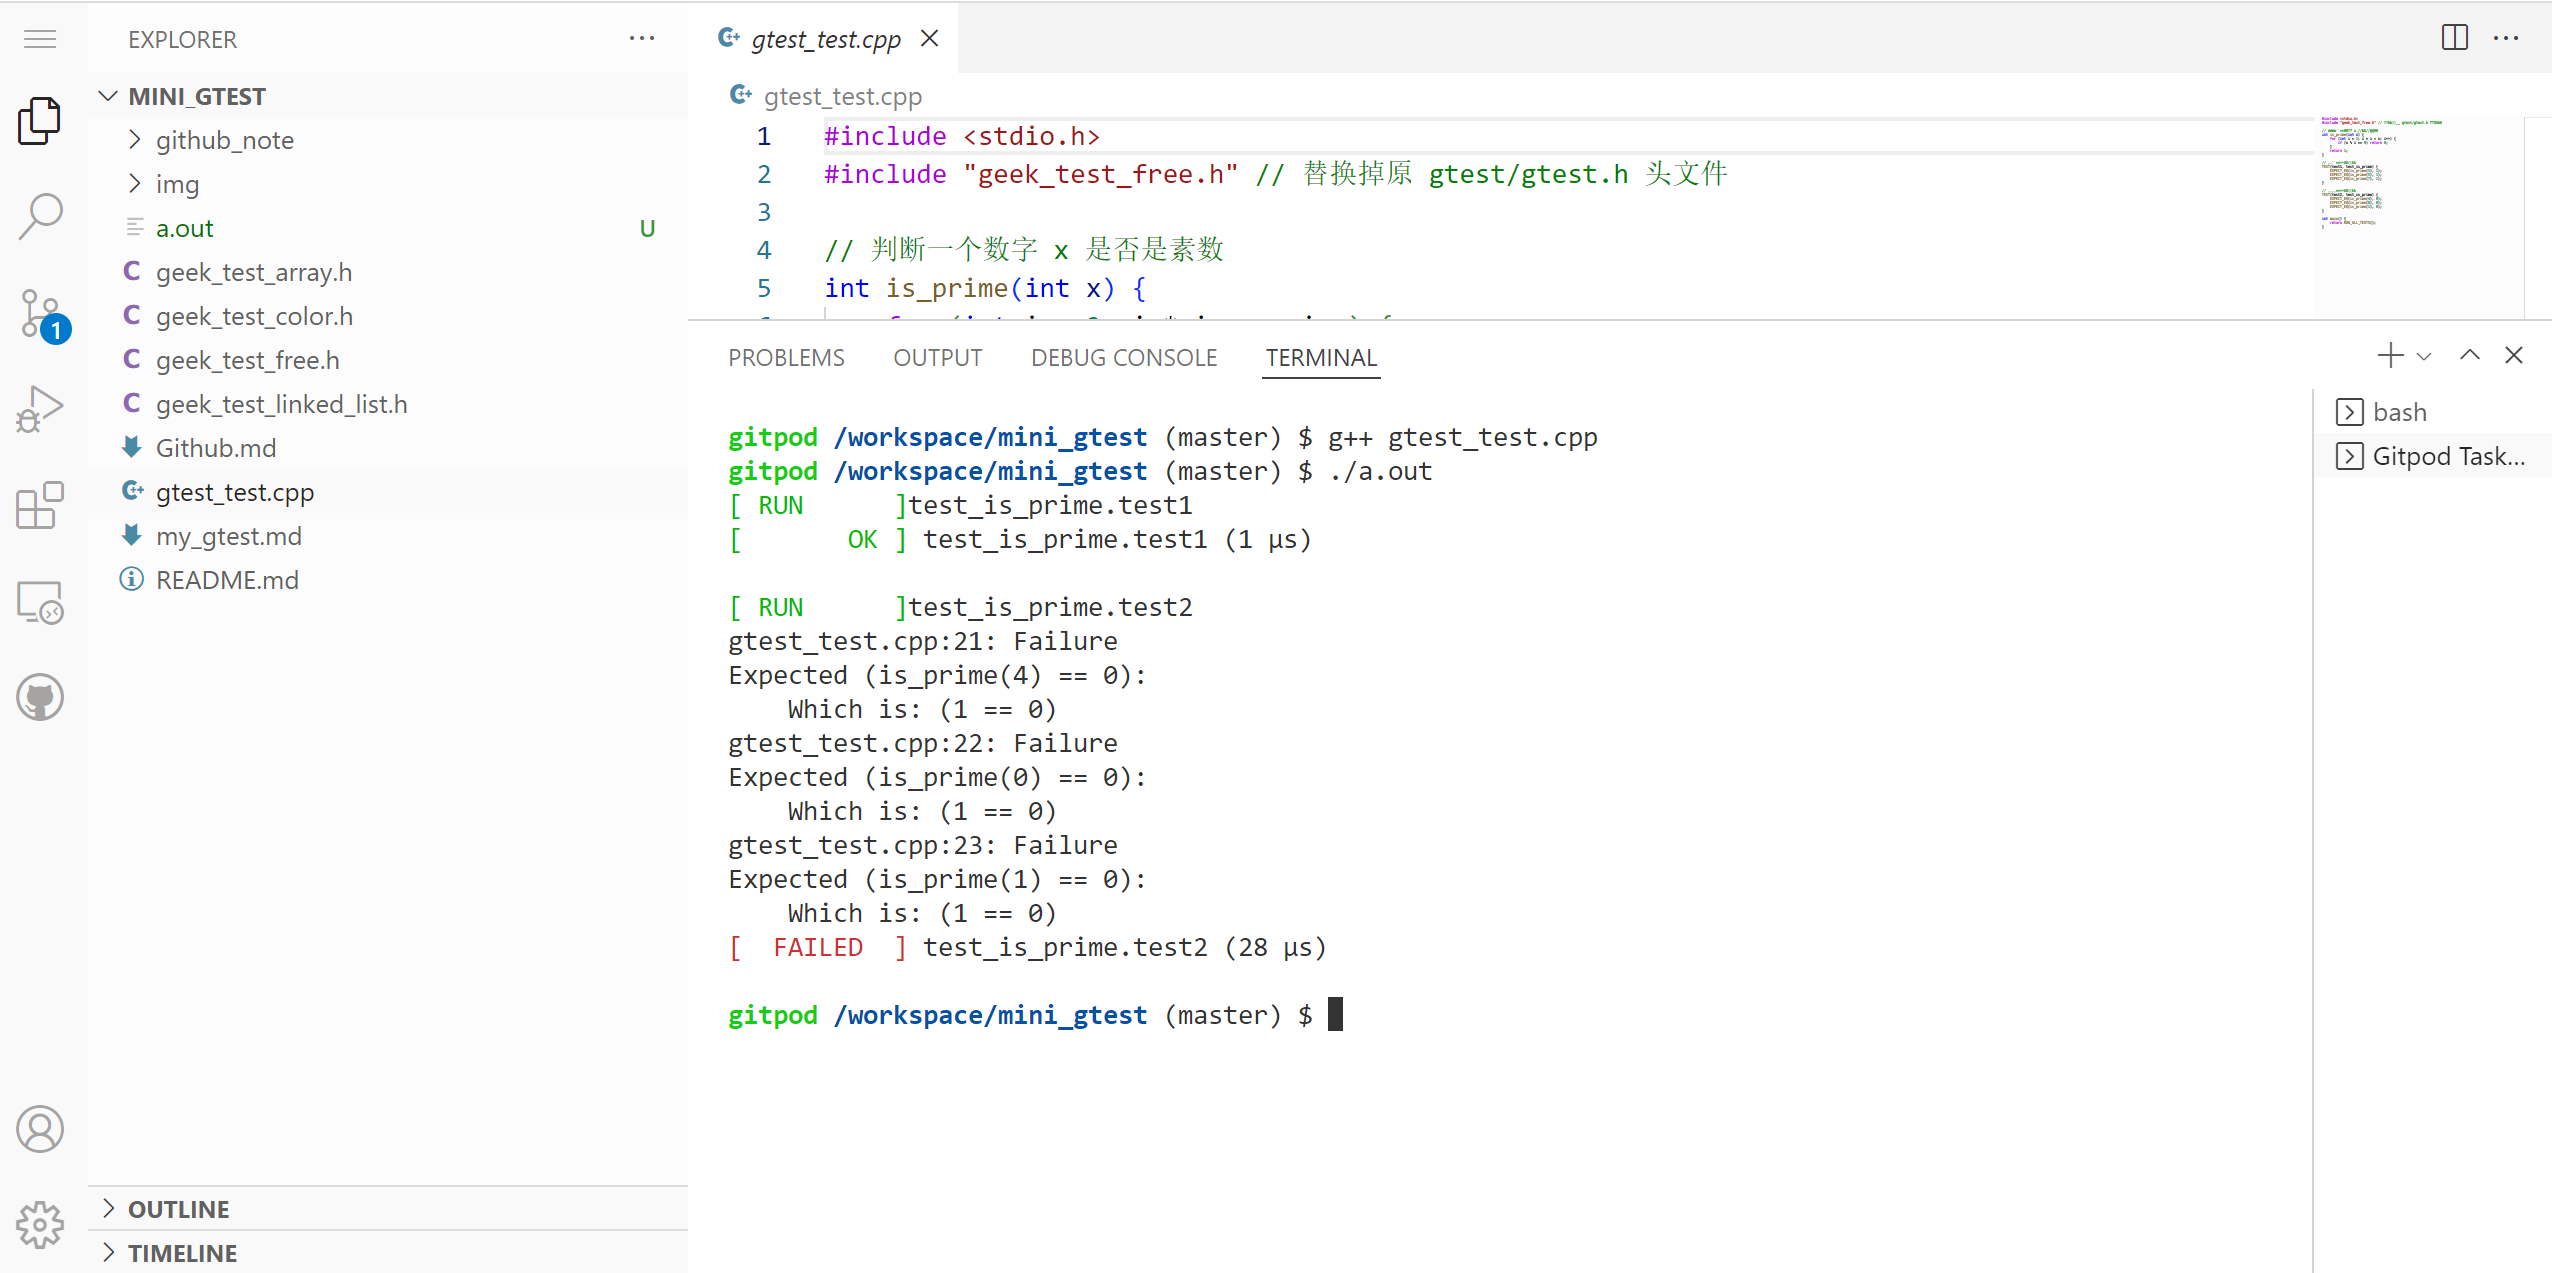 EXPLORER
MINI_GTEST
github_note
img
a.out U
geek_test_array.h
geek_test_color.h
geek_test_free.h
geek_test_linked_list.h
Github.md
gtest_test.cpp
my_gtest.md
README.md
OUTLINE
TIMELINE
1
gtest_test.cpp
gtest_test.cpp
1 #include <stdio.h>
2 #include "geek_test_free.h" // 替换掉原 gtest/gtest.h 头文件
3
4 // 判断一个数字 x 是否是素数
5 int is_prime(int x) {
PROBLEMS OUTPUT DEBUG CONSOLE TERMINAL
gitpod /workspace/mini_gtest (master) $ g++ gtest_test.cpp
gitpod /workspace/mini_gtest (master) $ ./a.out
[ RUN      ]test_is_prime.test1
[       OK ] test_is_prime.test1 (1 μs)
[ RUN      ]test_is_prime.test2
gtest_test.cpp:21: Failure
Expected (is_prime(4) == 0):
    Which is: (1 == 0)
gtest_test.cpp:22: Failure
Expected (is_prime(0) == 0):
    Which is: (1 == 0)
gtest_test.cpp:23: Failure
Expected (is_prime(1) == 0):
    Which is: (1 == 0)
[  FAILED  ] test_is_prime.test2 (28 μs)
gitpod /workspace/mini_gtest (master) $
bash
Gitpod Task...